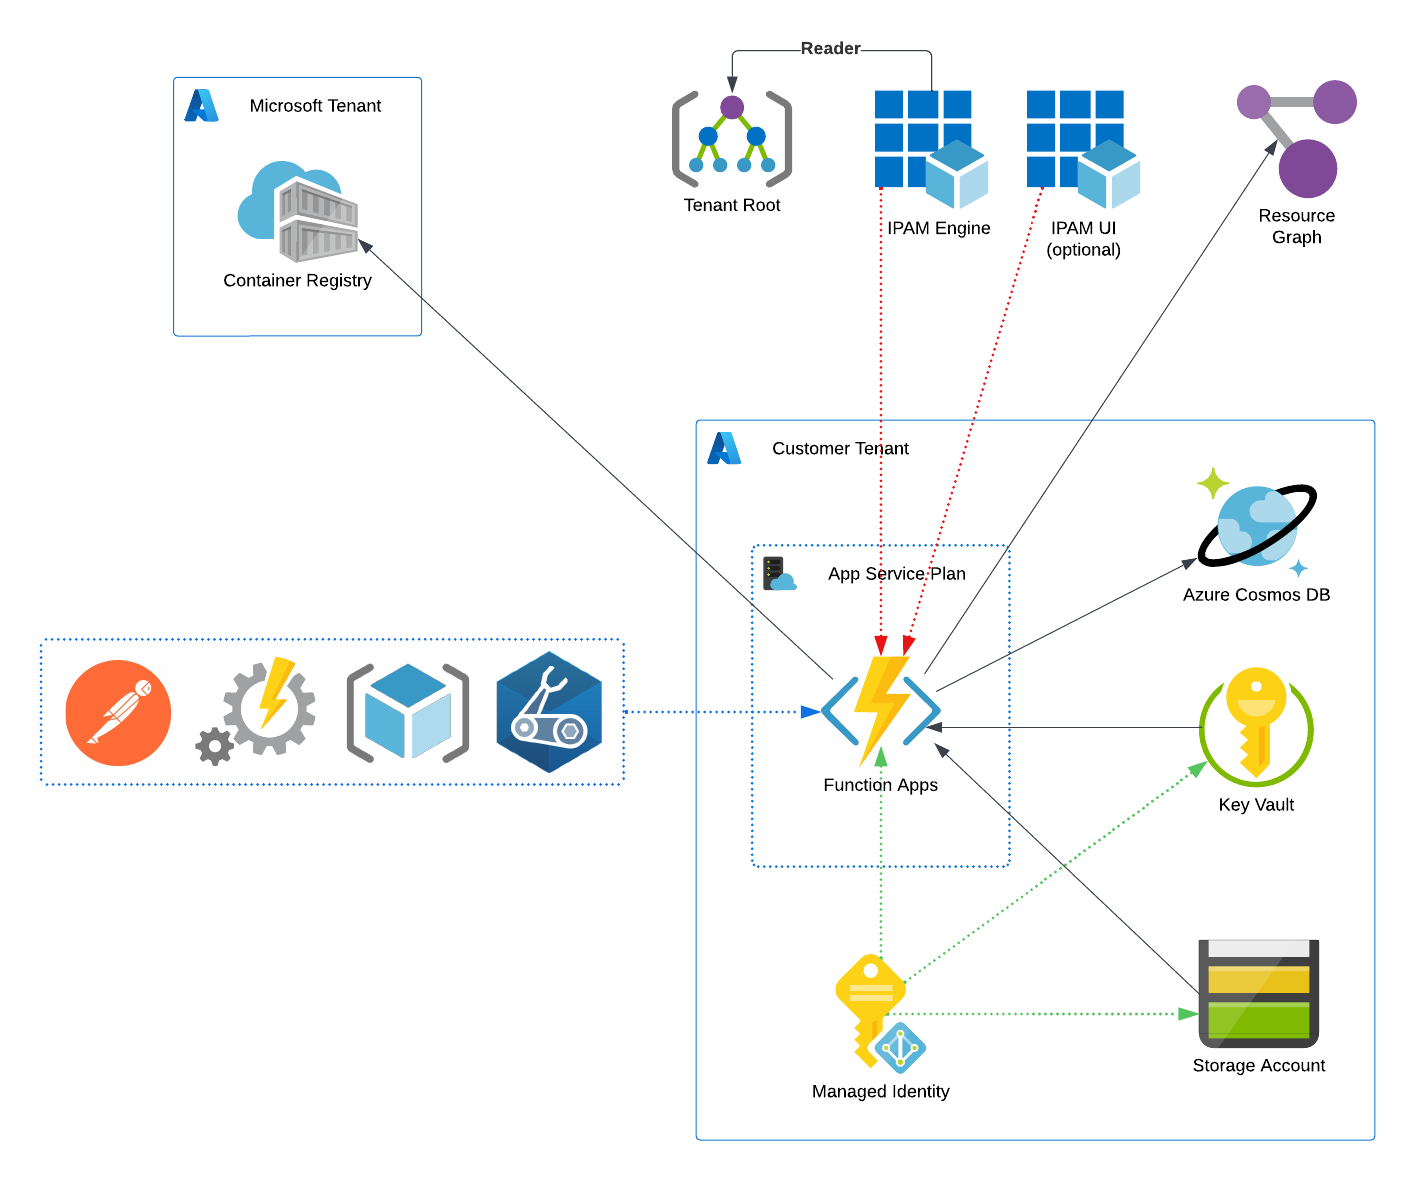 Reader
Microsoft Tenant
Container Registry
Tenant Root
IPAM Engine
IPAM UI
(optional)
Resource
Graph
Customer Tenant
App Service Plan
Function Apps
Azure Cosmos DB
Key Vault
Managed Identity
Storage Account